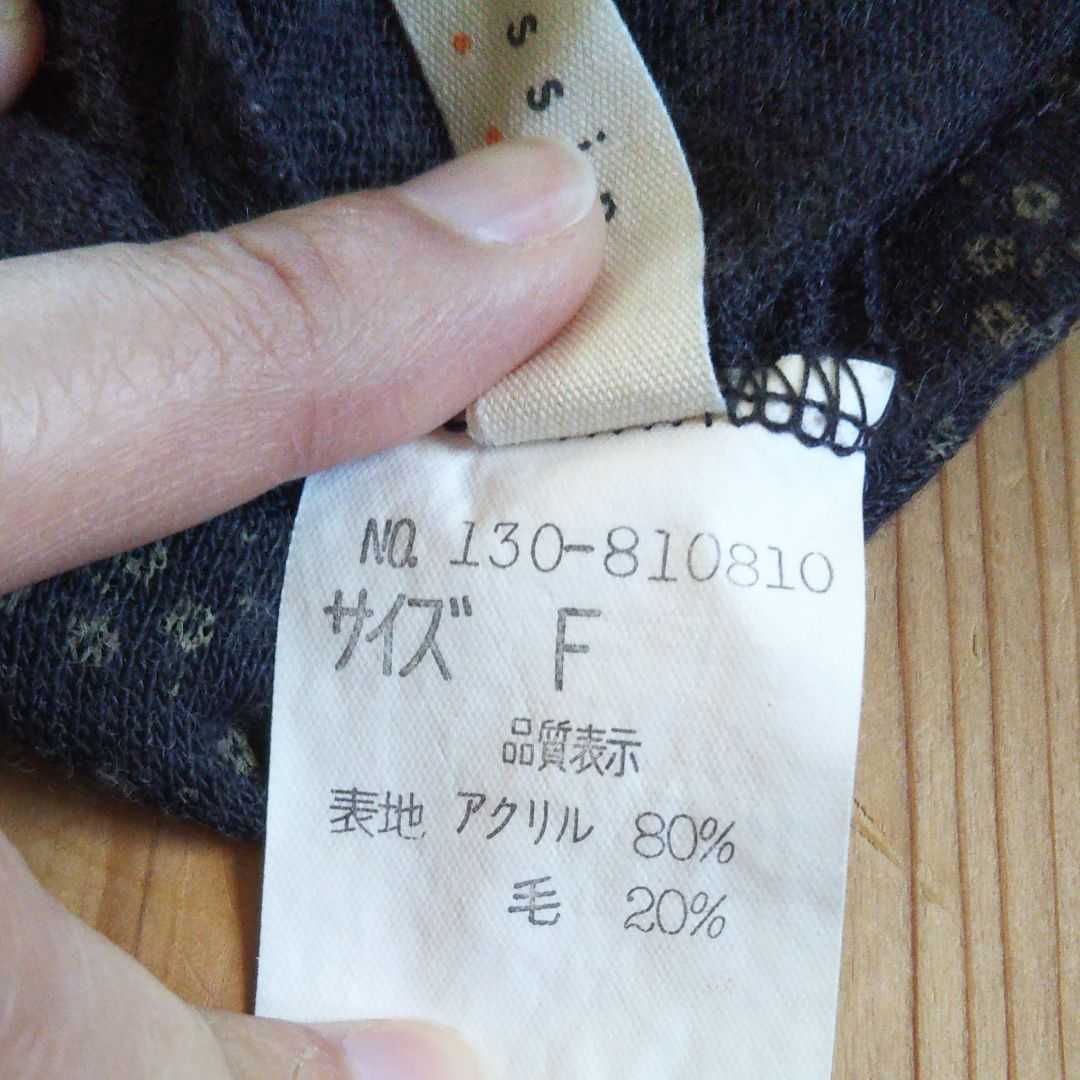 s s i
No. 130-810810
サイズ F
品質表示
表地 アクリル 80%
毛 20%